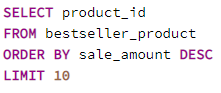 SELECT product_id
FROM bestseller_product
ORDER BY sale_amount DESC
LIMIT 10